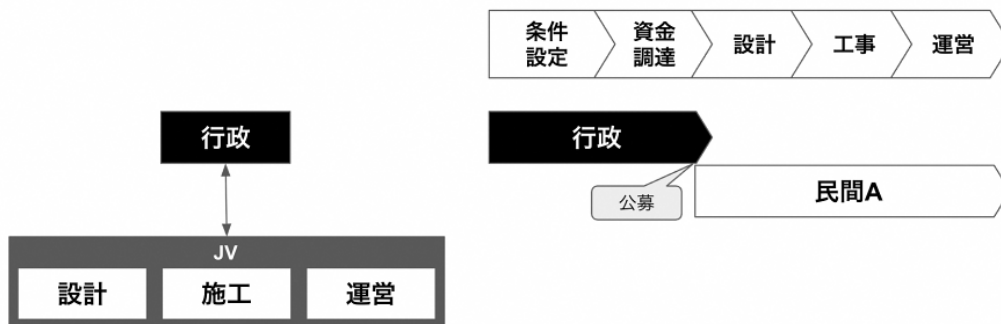 条件
設定
資金
調達
設計
工事
運営
行政
行政
公募
民間A
JV
設計
施工
運営